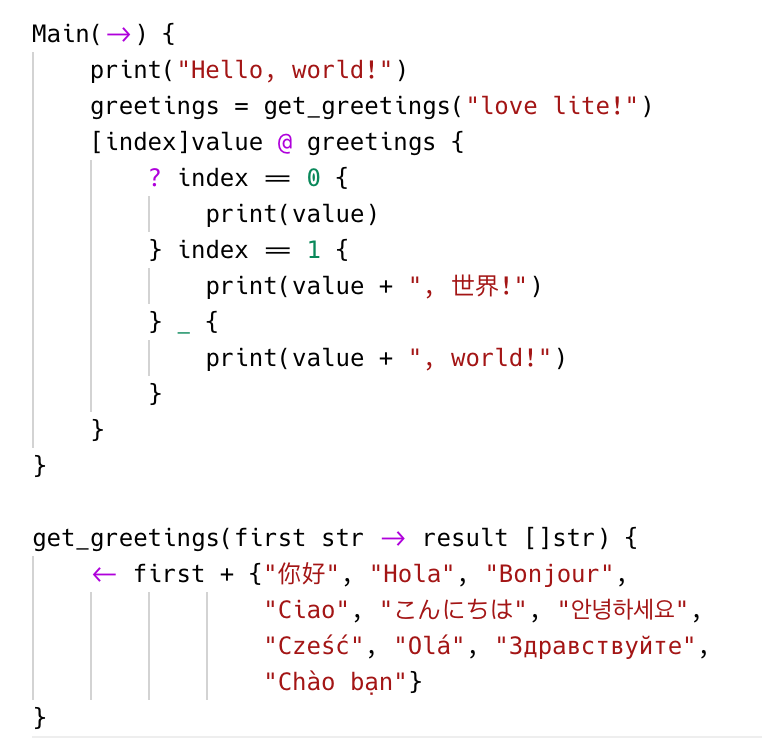 Main(->) {
    print("Hello, world!")
    greetings = get_greetings("love lite!")
    [index]value @ greetings {
        ? index == 0 {
            print(value)
        } index == 1 {
            print(value + ", 世界!")
        } _ {
            print(value + ", world!")
        }
    }
}

get_greetings(first str -> result []str) {
    <- first + {"你好", "Hola", "Bonjour",
                "Ciao", "こんにちは", "안녕하세요",
                "Cześć", "Olá", "Здравствуйте",
                "Chào bạn"}
}